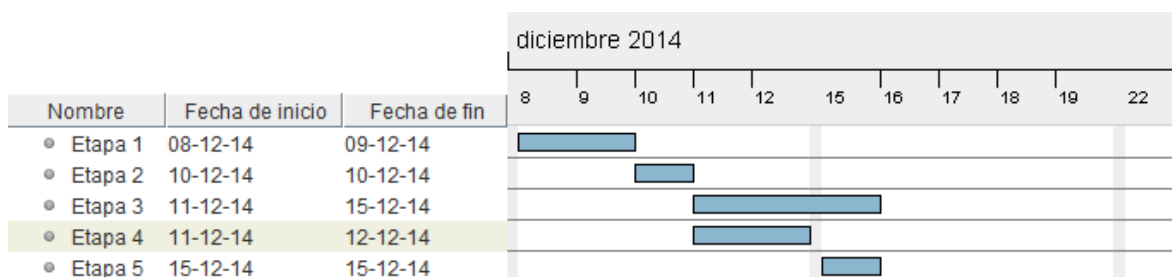 diciembre 2014
8 9 10 11 12 15 16 17 18 19 22
Nombre Fecha de inicio Fecha de fin
Etapa 1 08-12-14 09-12-14
Etapa 2 10-12-14 10-12-14
Etapa 3 11-12-14 15-12-14
Etapa 4 11-12-14 12-12-14
Etapa 5 15-12-14 15-12-14